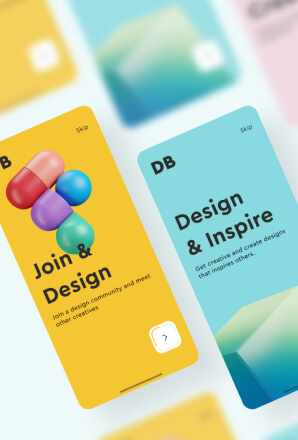 Skip
B
Join &
Design
Join a design community and meet
other creatives
Skip
DB
Design
& Inspire
Get creative and create designs
that inspires others.